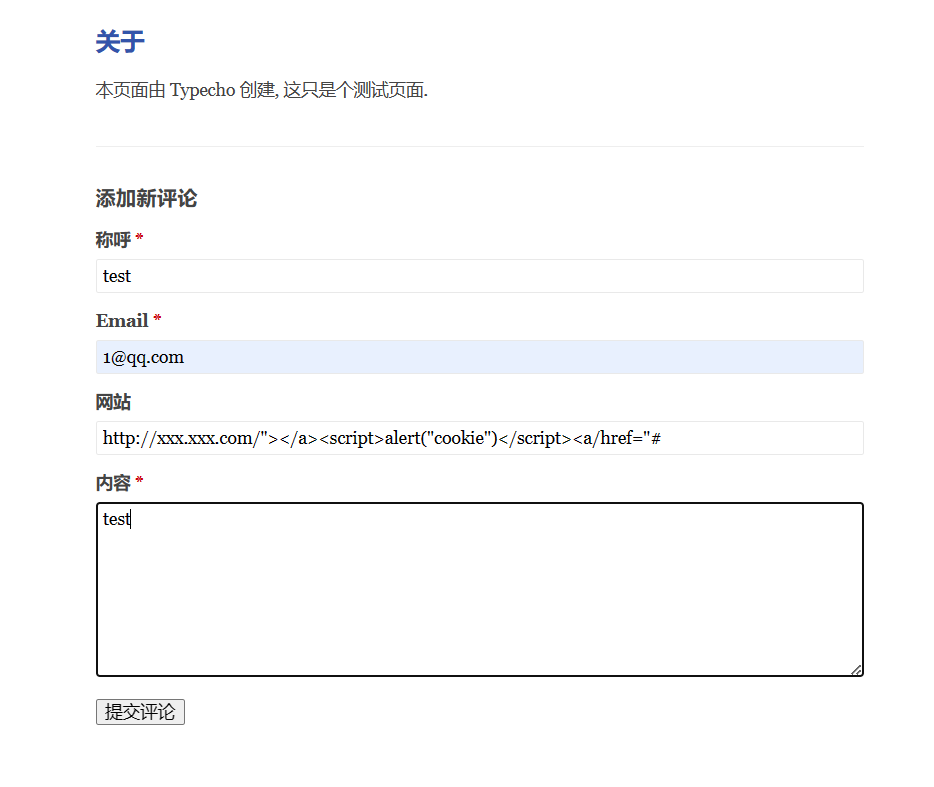 关于
本页面由 Typecho 创建, 这只是个测试页面.
添加新评论
称呼 *
test
Email *
1@qq.com
网站
http://xxx.xxx.com/"></a><script>alert("cookie")</script><a/href="#
内容 *
test
提交评论